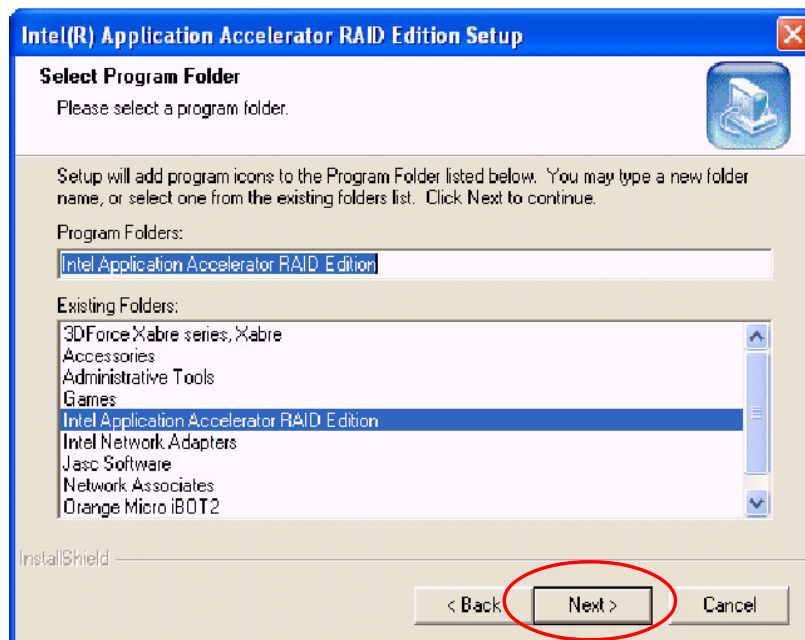 Intel(R) Application Accelerator RAID Edition Setup
Select Program Folder
Please select a program folder.
Setup will add program icons to the Program Folder listed below. You may type a new folder
name, or select one from the existing folders list. Click Next to continue.
Program Folders:
Intel Application Accelerator RAID Edition
Existing Folders:
3DForce Xabre series, Xabre
Accessories
Administrative Tools
Games
Intel Application Accelerator RAID Edition
Intel Network Adapters
Jasc Software
Network Associates
Orange Micro iBOT2
InstallShield
< Back
Next >
Cancel